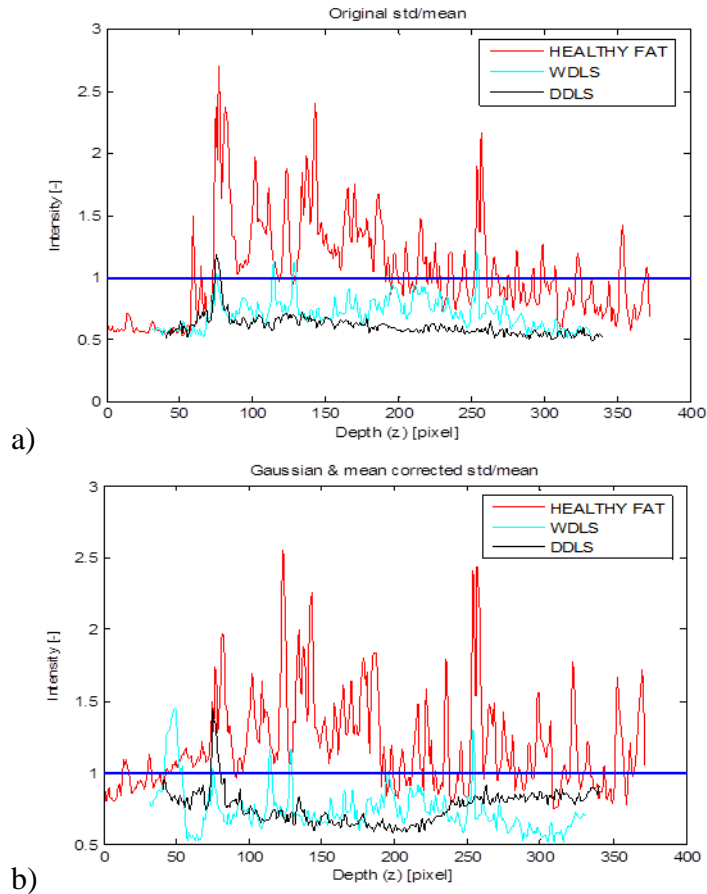 Original std/mean
3
2.5
2
1.5
1
0.5
0
Intensity [-]
HEALTHY FAT
WDLS
DDLS
0 50 100 150 200 250 300 350 400
Depth (z) [pixel]
a)
Gaussian & mean corrected std/mean
3
2.5
2
1.5
1
0.5
Intensity [-]
HEALTHY FAT
WDLS
DDLS
0 50 100 150 200 250 300 350 400
Depth (z) [pixel]
b)